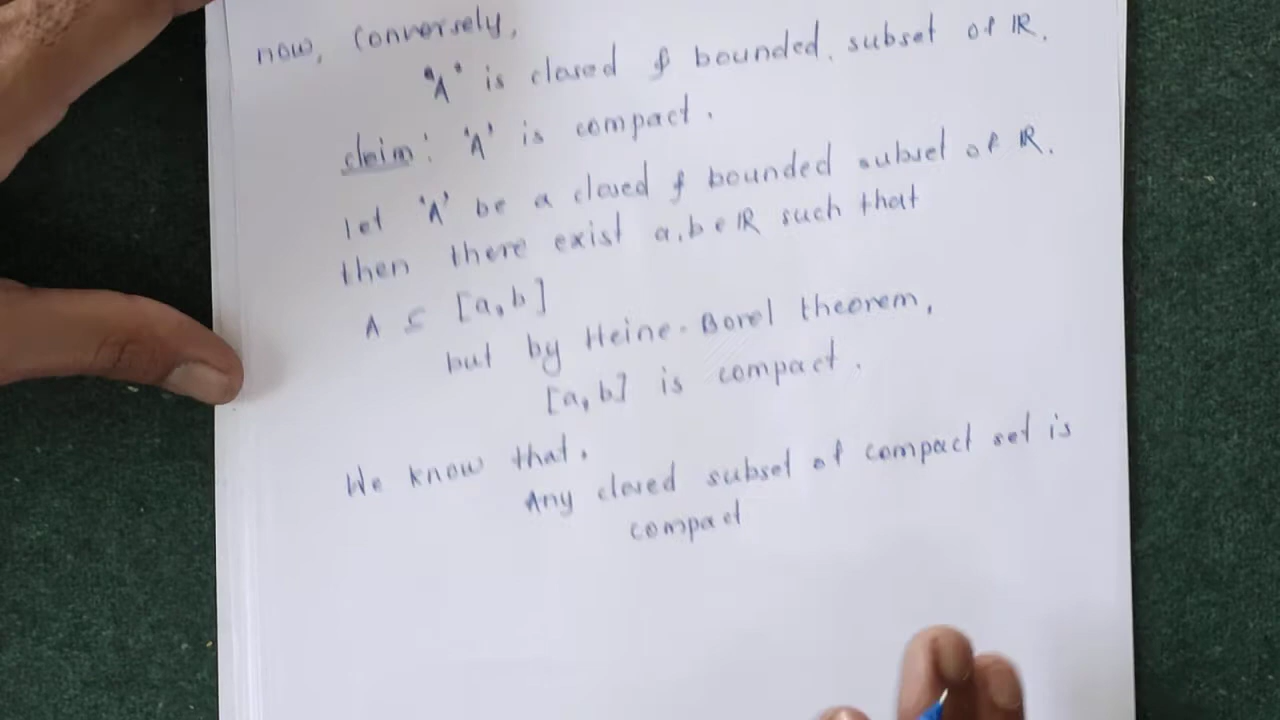 now, conversely,
'A' is closed & bounded. subset of ℝ.
claim: 'A' is compact.
let 'A' be a closed & bounded subset of ℝ.
then there exist a,b ∈ ℝ such that
A ⊆ [a,b]
but by Heine-Borel theorem,
[a,b] is compact.
We know that.
Any closed subset of compact set is
compact